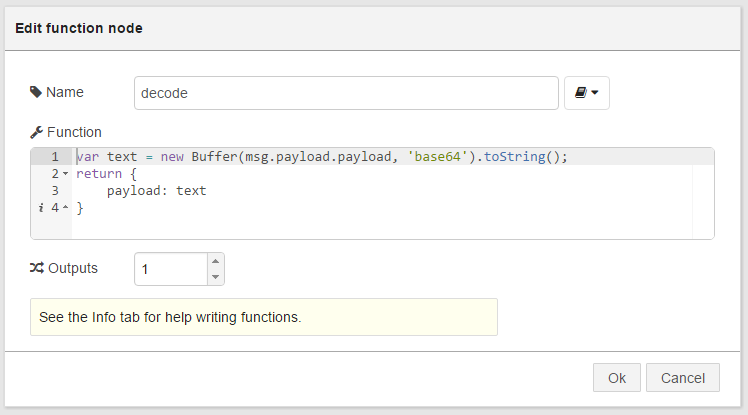 Edit function node
Name
decode
Function
1 var text = new Buffer(msg.payload.payload, 'base64').toString();
2 return {
3     payload: text
i 4 }
Outputs
1
See the Info tab for help writing functions.
Ok Cancel